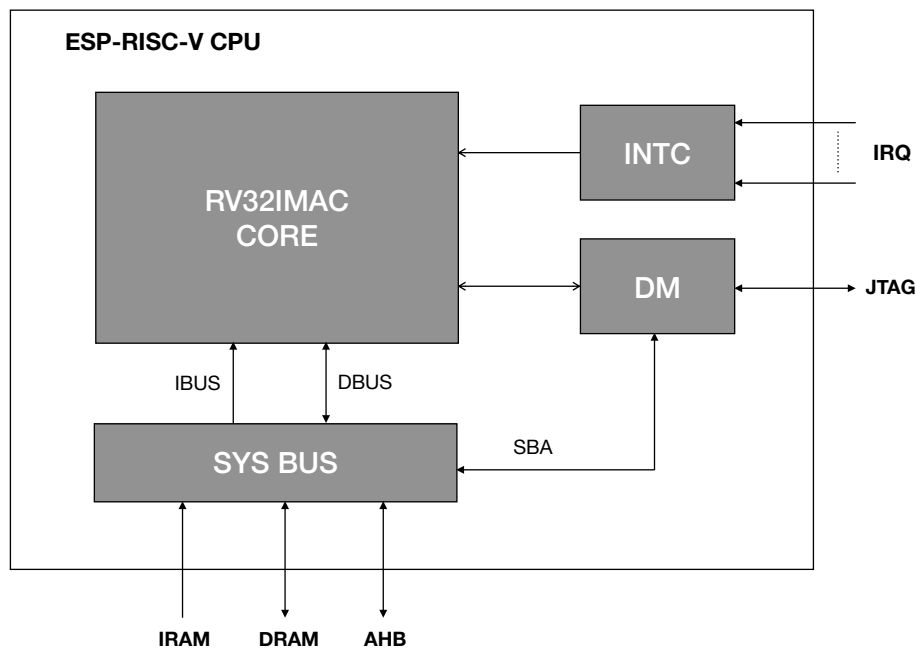 ESP-RISC-V CPU
RV32IMAC
CORE
INTC
IRQ
DM
JTAG
IBUS
DBUS
SYS BUS
SBA
IRAM
DRAM
AHB